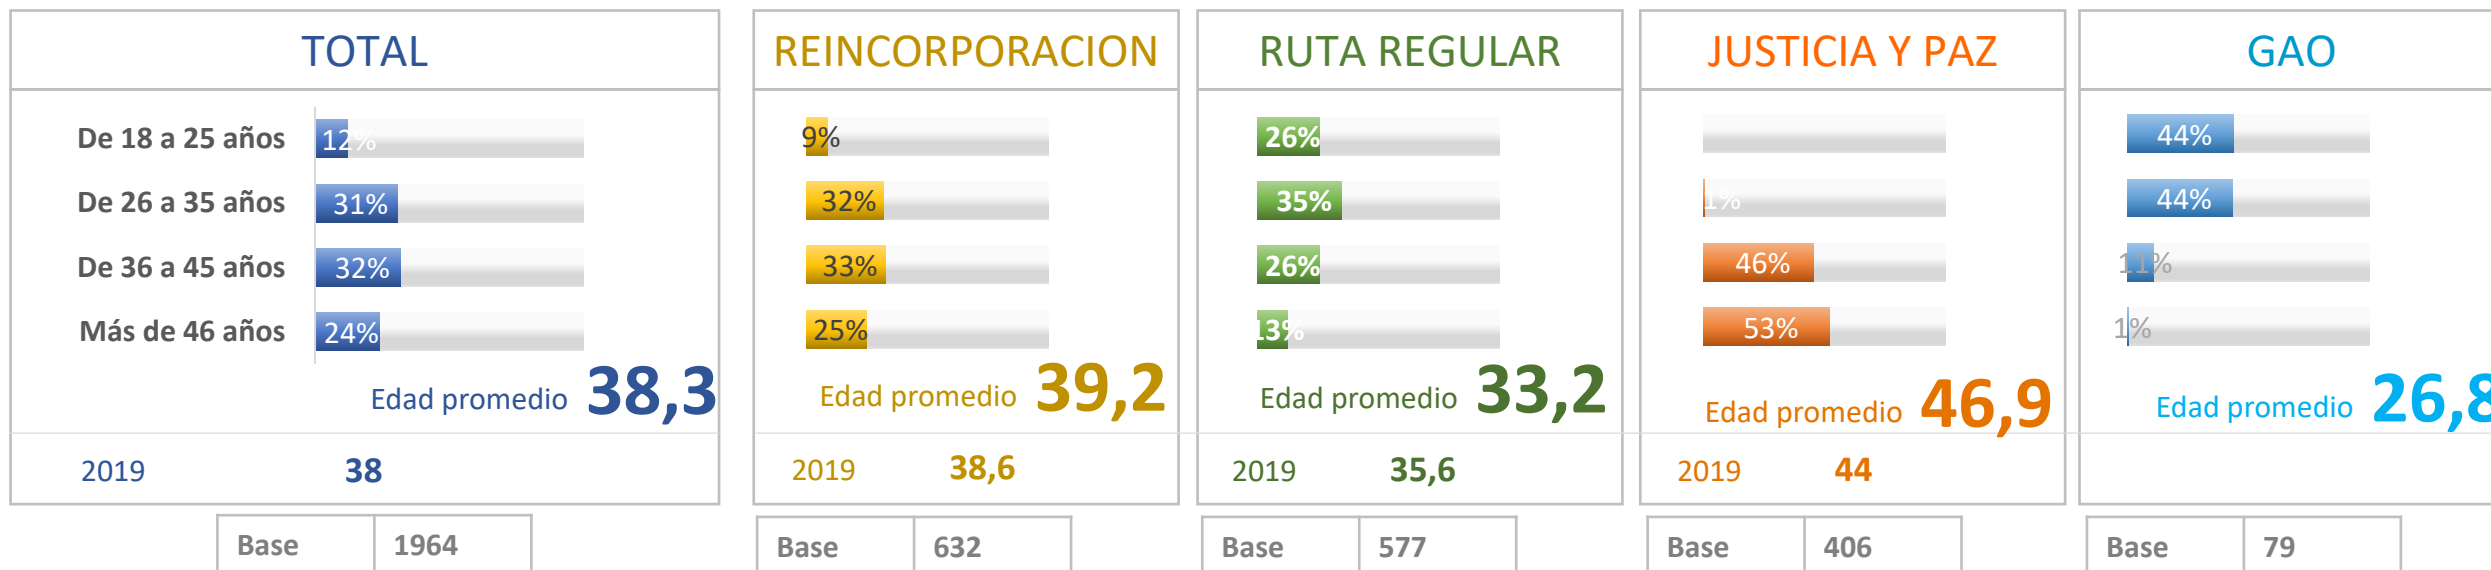 TOTAL
De 18 a 25 años 12%
De 26 a 35 años 31%
De 36 a 45 años 32%
Más de 46 años 24%
Edad promedio 38,3
2019 38
Base 1964
REINCORPORACION
9%
32%
33%
25%
Edad promedio 39,2
2019 38,6
Base 632
RUTA REGULAR
26%
35%
26%
13%
Edad promedio 33,2
2019 35,6
Base 577
JUSTICIA Y PAZ
1%
46%
53%
Edad promedio 46,9
2019 44
Base 406
GAO
44%
44%
11%
1%
Edad promedio 26,8
Base 79